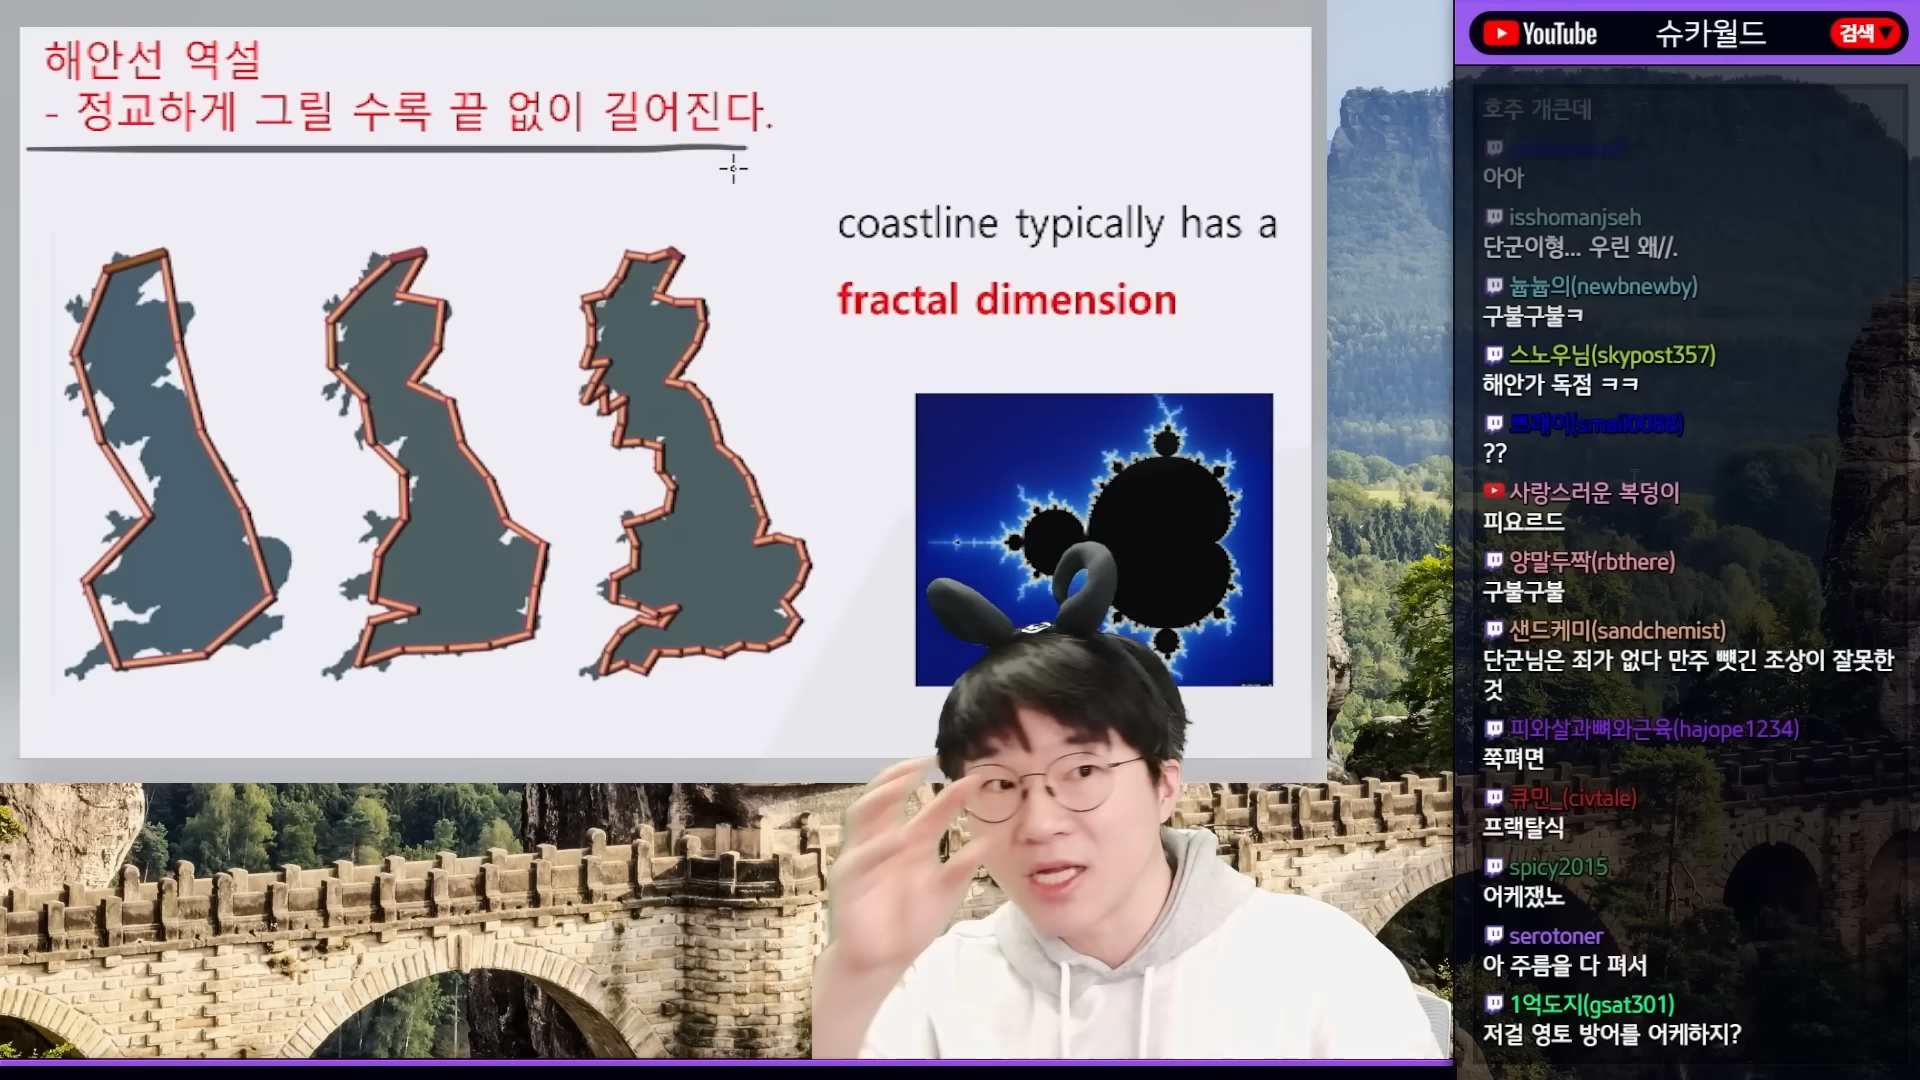 해안선 역설
- 정교하게 그릴 수록 끝 없이 길어진다.
coastline typically has a
fractal dimension
YouTube 슈카월드 검색
호주 개큰데
아아
isshomanjseh
단군이형... 우린 왜//.
늅늅의(newbnewby)
구불구불ㅋ
스노우님(skypost357)
해안가 독점 ㅋㅋ
쁘래이(small0088)
??
사랑스러운 복덩이
피요르드
양말두짝(rbthere)
구불구불
샌드케미(sandchemist)
단군님은 죄가 없다 만주 뺏긴 조상이 잘못한
것
피와살과뼈와근육(hajope1234)
쭉펴면
큐민_(civtale)
프랙탈식
spicy2015
어케쟀노
serotoner
아 주름을 다 펴서
1억도지(gsat301)
저걸 영토 방어를 어케하지?